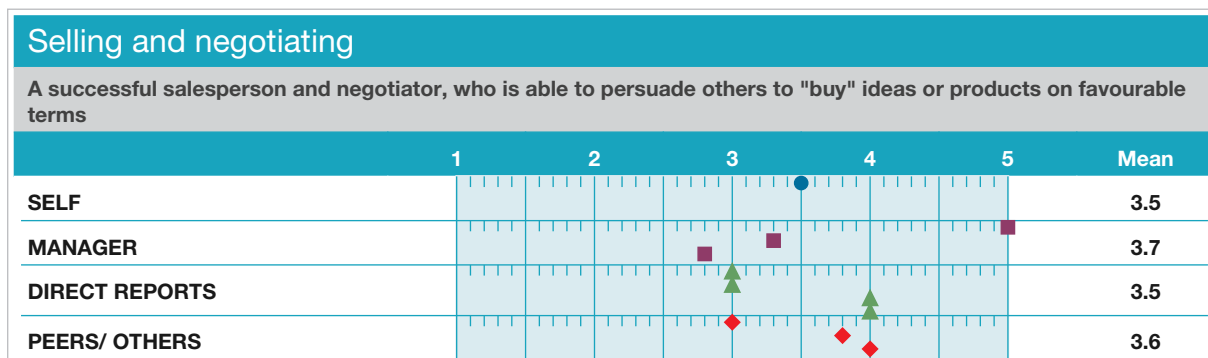 Selling and negotiating
A successful salesperson and negotiator, who is able to persuade others to "buy" ideas or products on favourable
terms
1 2 3 4 5 Mean
SELF 3.5
MANAGER 3.7
DIRECT REPORTS 3.5
PEERS/ OTHERS 3.6